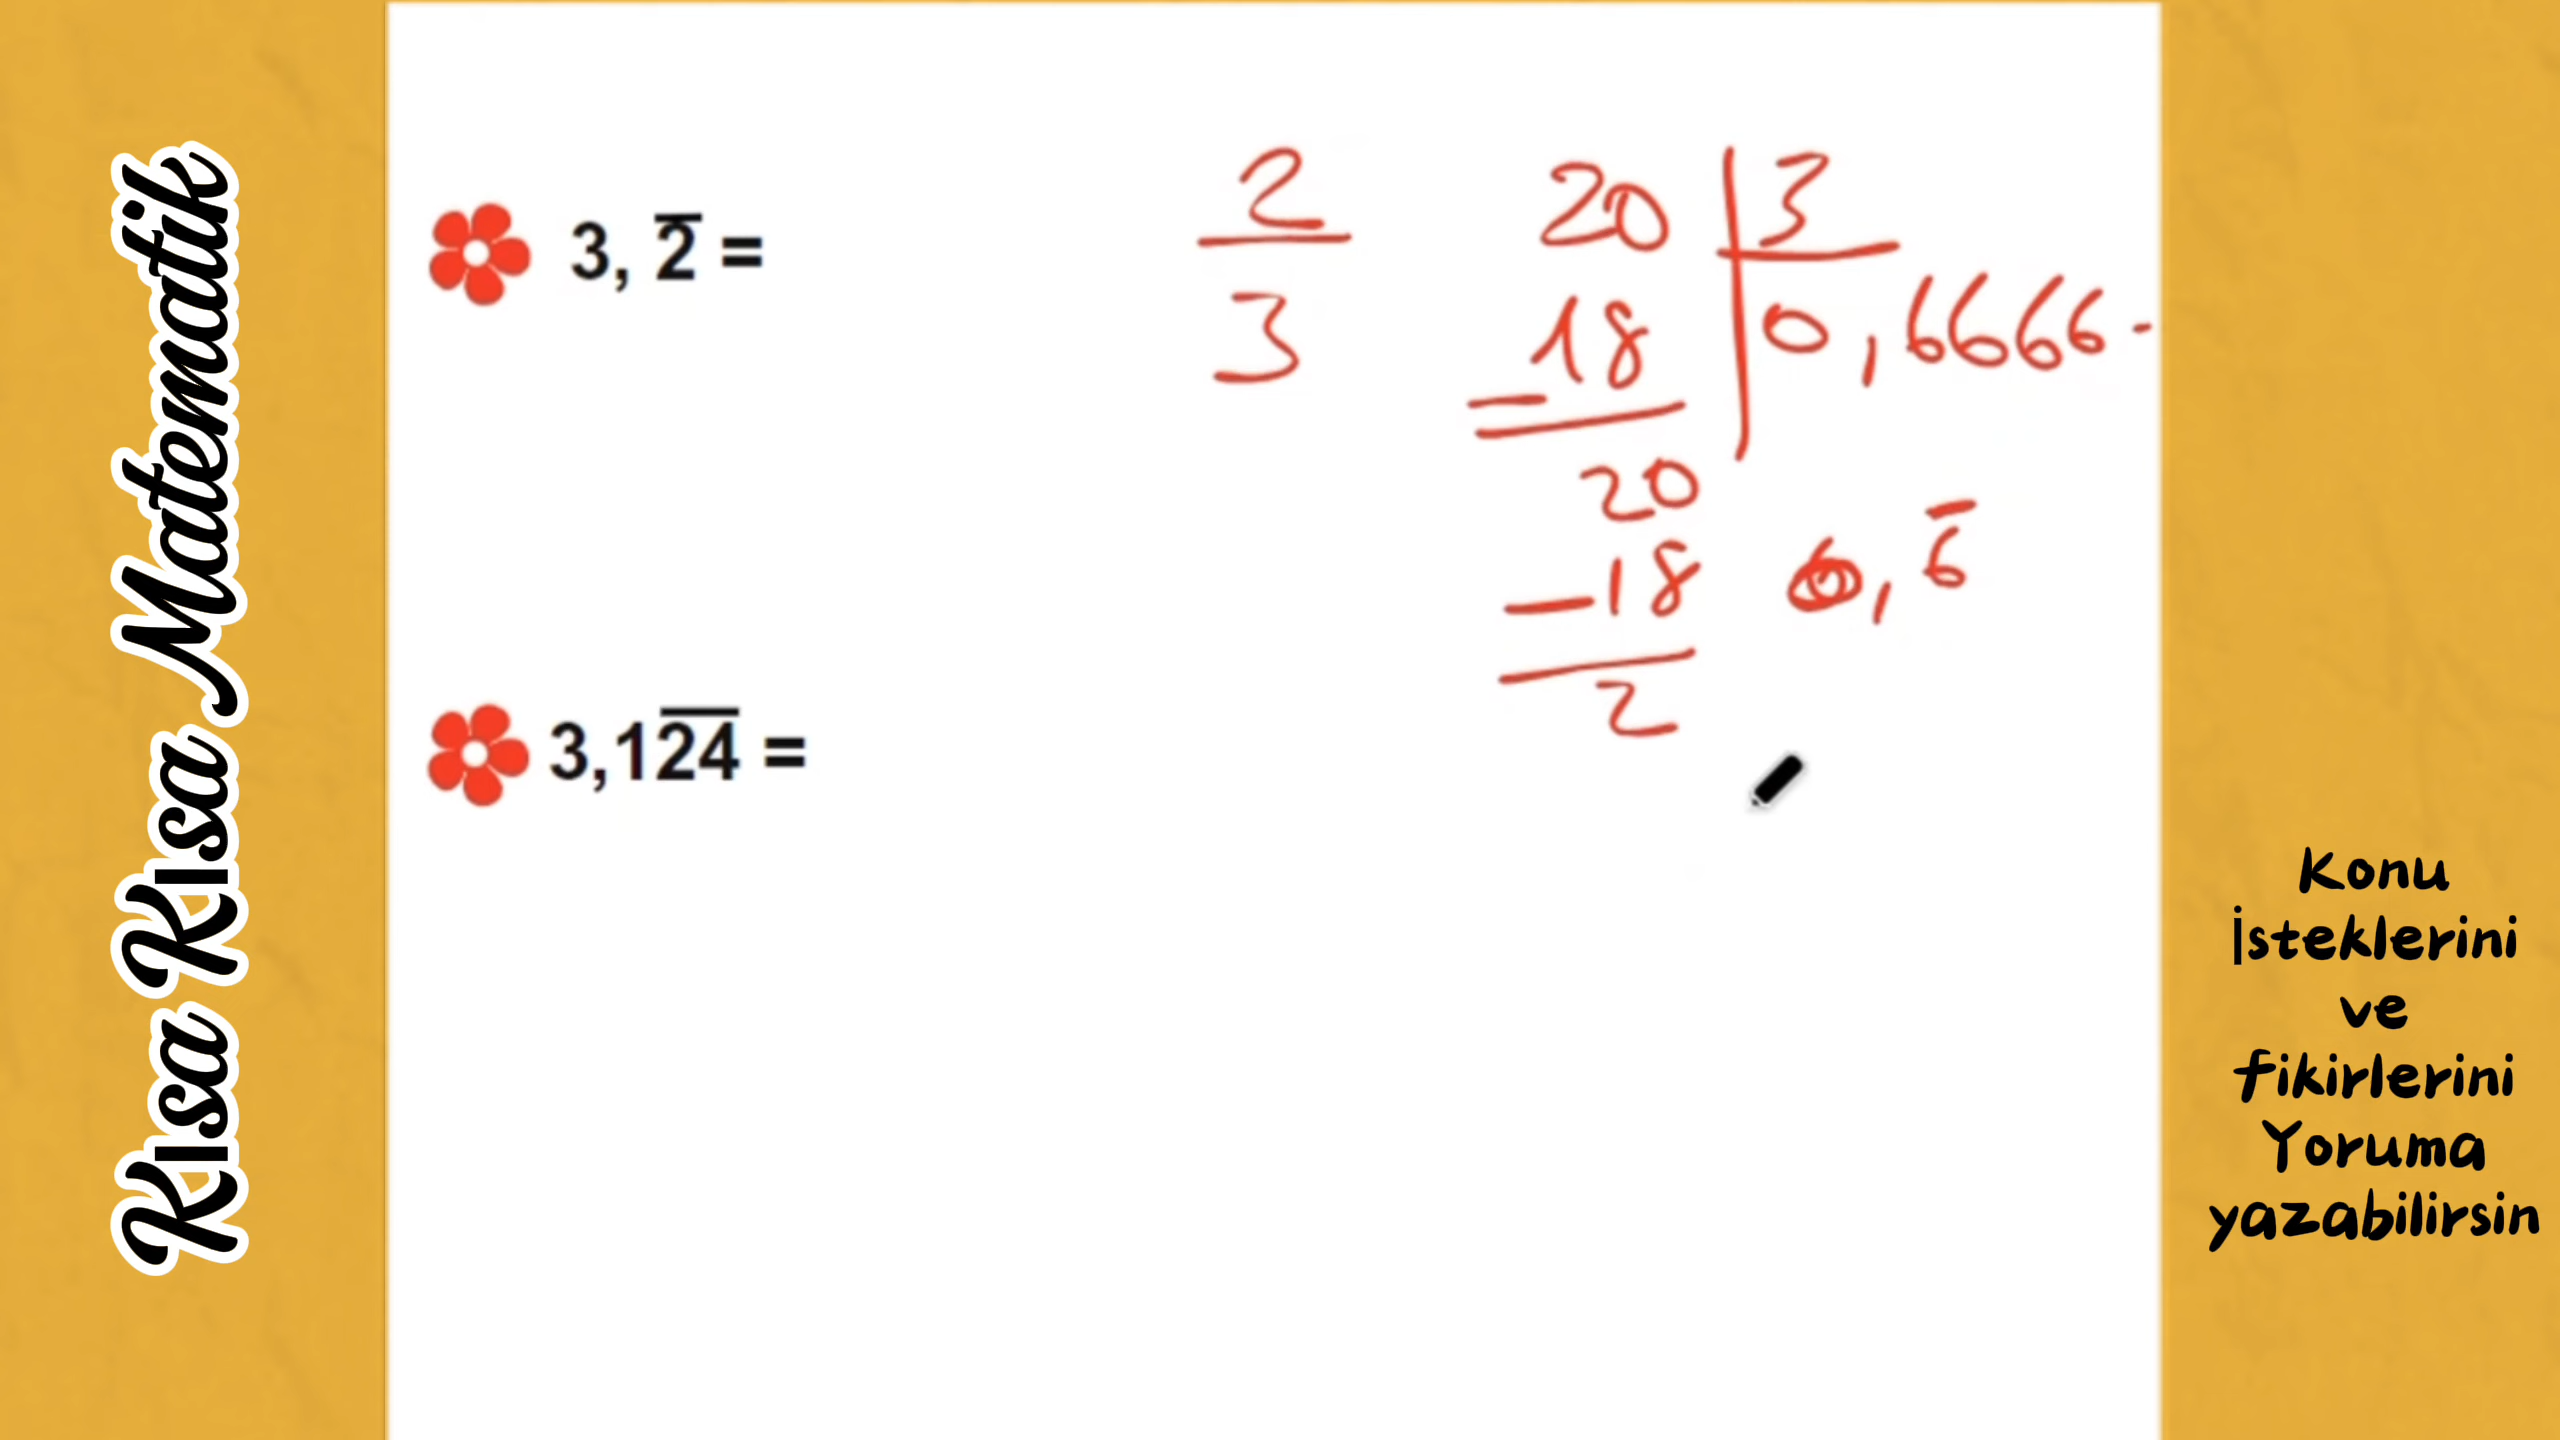 Kısa Kısa Matematik
3, 2̅ =
3,12̅4̅ =
2
3
20 3
18 0,6666.
20
-18 0,6̅
2
Konu
İsteklerini
ve
fikirlerini
Yoruma
yazabilirsin